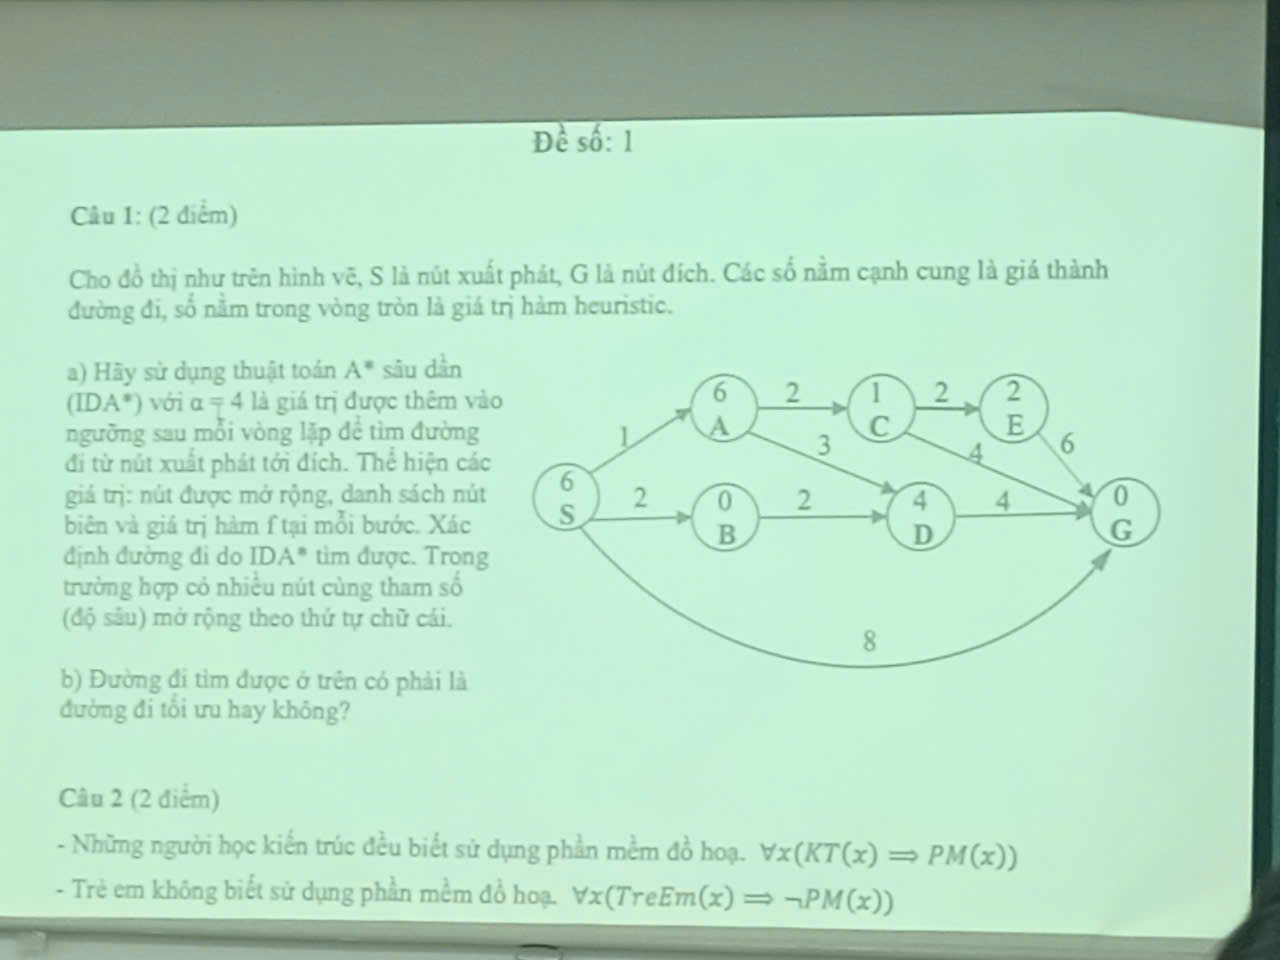 Đề số: 1
Câu 1: (2 điểm)
Cho đồ thị như trên hình vẽ, S là nút xuất phát, G là nút đích. Các số nằm cạnh cung là giá thành
đường đi, số nằm trong vòng tròn là giá trị hàm heuristic.
a) Hãy sử dụng thuật toán A* sâu dần
(IDA*) với α = 4 là giá trị được thêm vào
ngưỡng sau mỗi vòng lặp để tìm đường
đi từ nút xuất phát tới đích. Thể hiện các
giá trị: nút được mở rộng, danh sách nút
biên và giá trị hàm f tại mỗi bước. Xác
định đường đi do IDA* tìm được. Trong
trường hợp có nhiều nút cùng tham số
(độ sâu) mở rộng theo thứ tự chữ cái.
b) Đường đi tìm được ở trên có phải là
đường đi tối ưu hay không?
6 2 1 2 2
A C E
1 3 4 6
6 2 0 2 4 4 0
S B D G
8
Câu 2 (2 điểm)
- Những người học kiến trúc đều biết sử dụng phần mềm đồ hoạ. ∀x(KT(x) ⟹ PM(x))
- Trẻ em không biết sử dụng phần mềm đồ hoạ. ∀x(TreEm(x) ⟹ ¬PM(x))